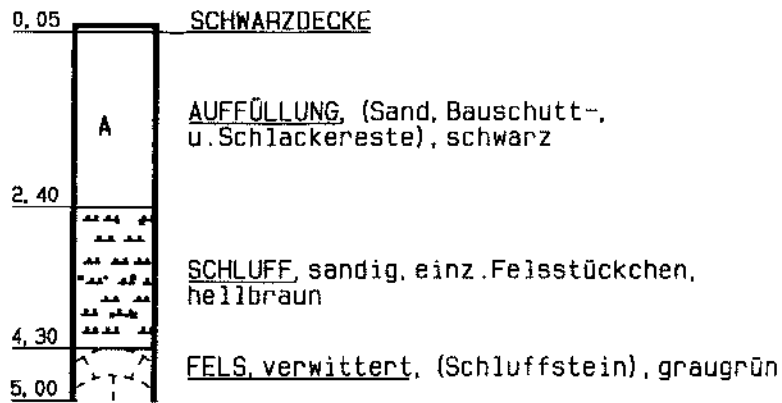 0,05 SCHWARZDECKE
A
AUFFÜLLUNG, (Sand, Bauschutt-,
u.Schlackereste), schwarz
2,40
SCHLUFF, sandig, einz.Felsstückchen,
hellbraun
4,30
FELS, verwittert, (Schluffstein), graugrün
5,00